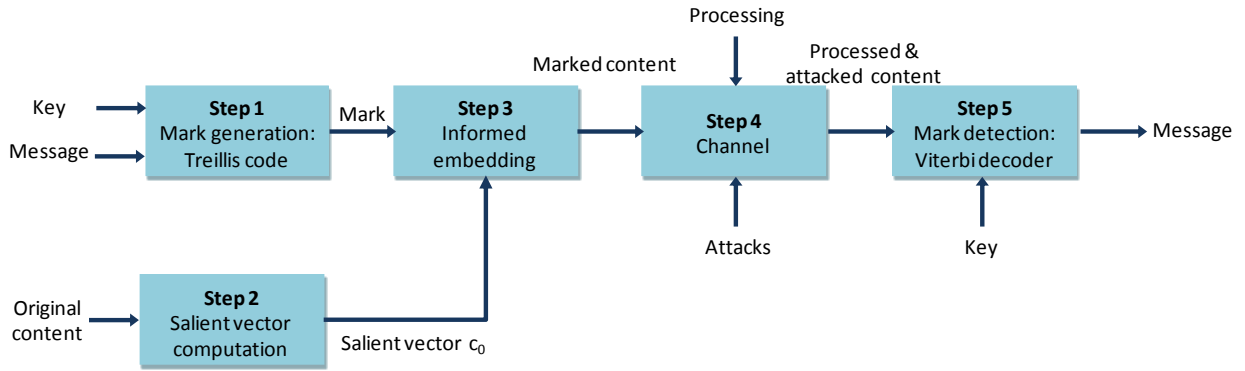 Processing
Marked content
Processed &
attacked content
Key
Message
Step 1
Mark generation:
Treillis code
Mark
Step 3
Informed
embedding
Step 4
Channel
Step 5
Mark detection:
Viterbi decoder
Message
Attacks
Key
Original
content
Step 2
Salient vector
computation
Salient vector c₀